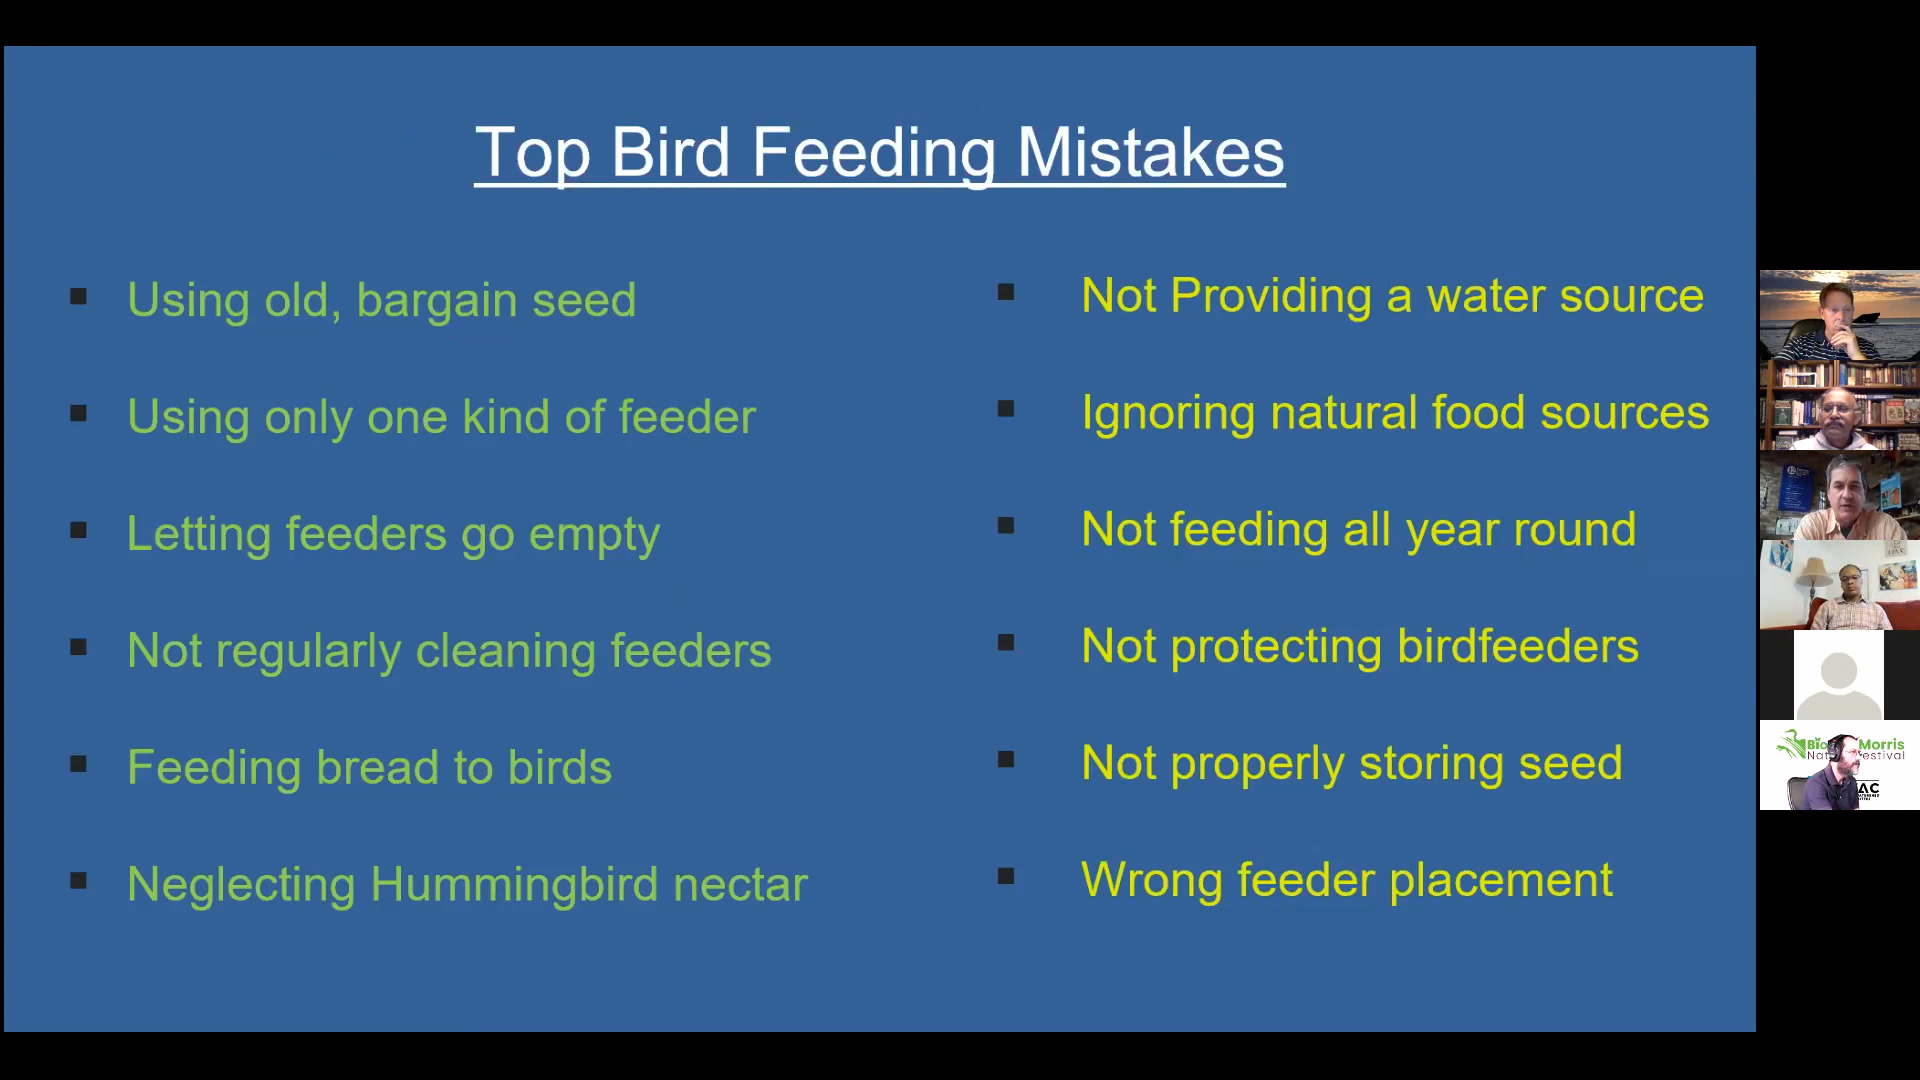 Top Bird Feeding Mistakes
Using old, bargain seed
Using only one kind of feeder
Letting feeders go empty
Not regularly cleaning feeders
Feeding bread to birds
Neglecting Hummingbird nectar
Not Providing a water source
Ignoring natural food sources
Not feeding all year round
Not protecting birdfeeders
Not properly storing seed
Wrong feeder placement
Morris